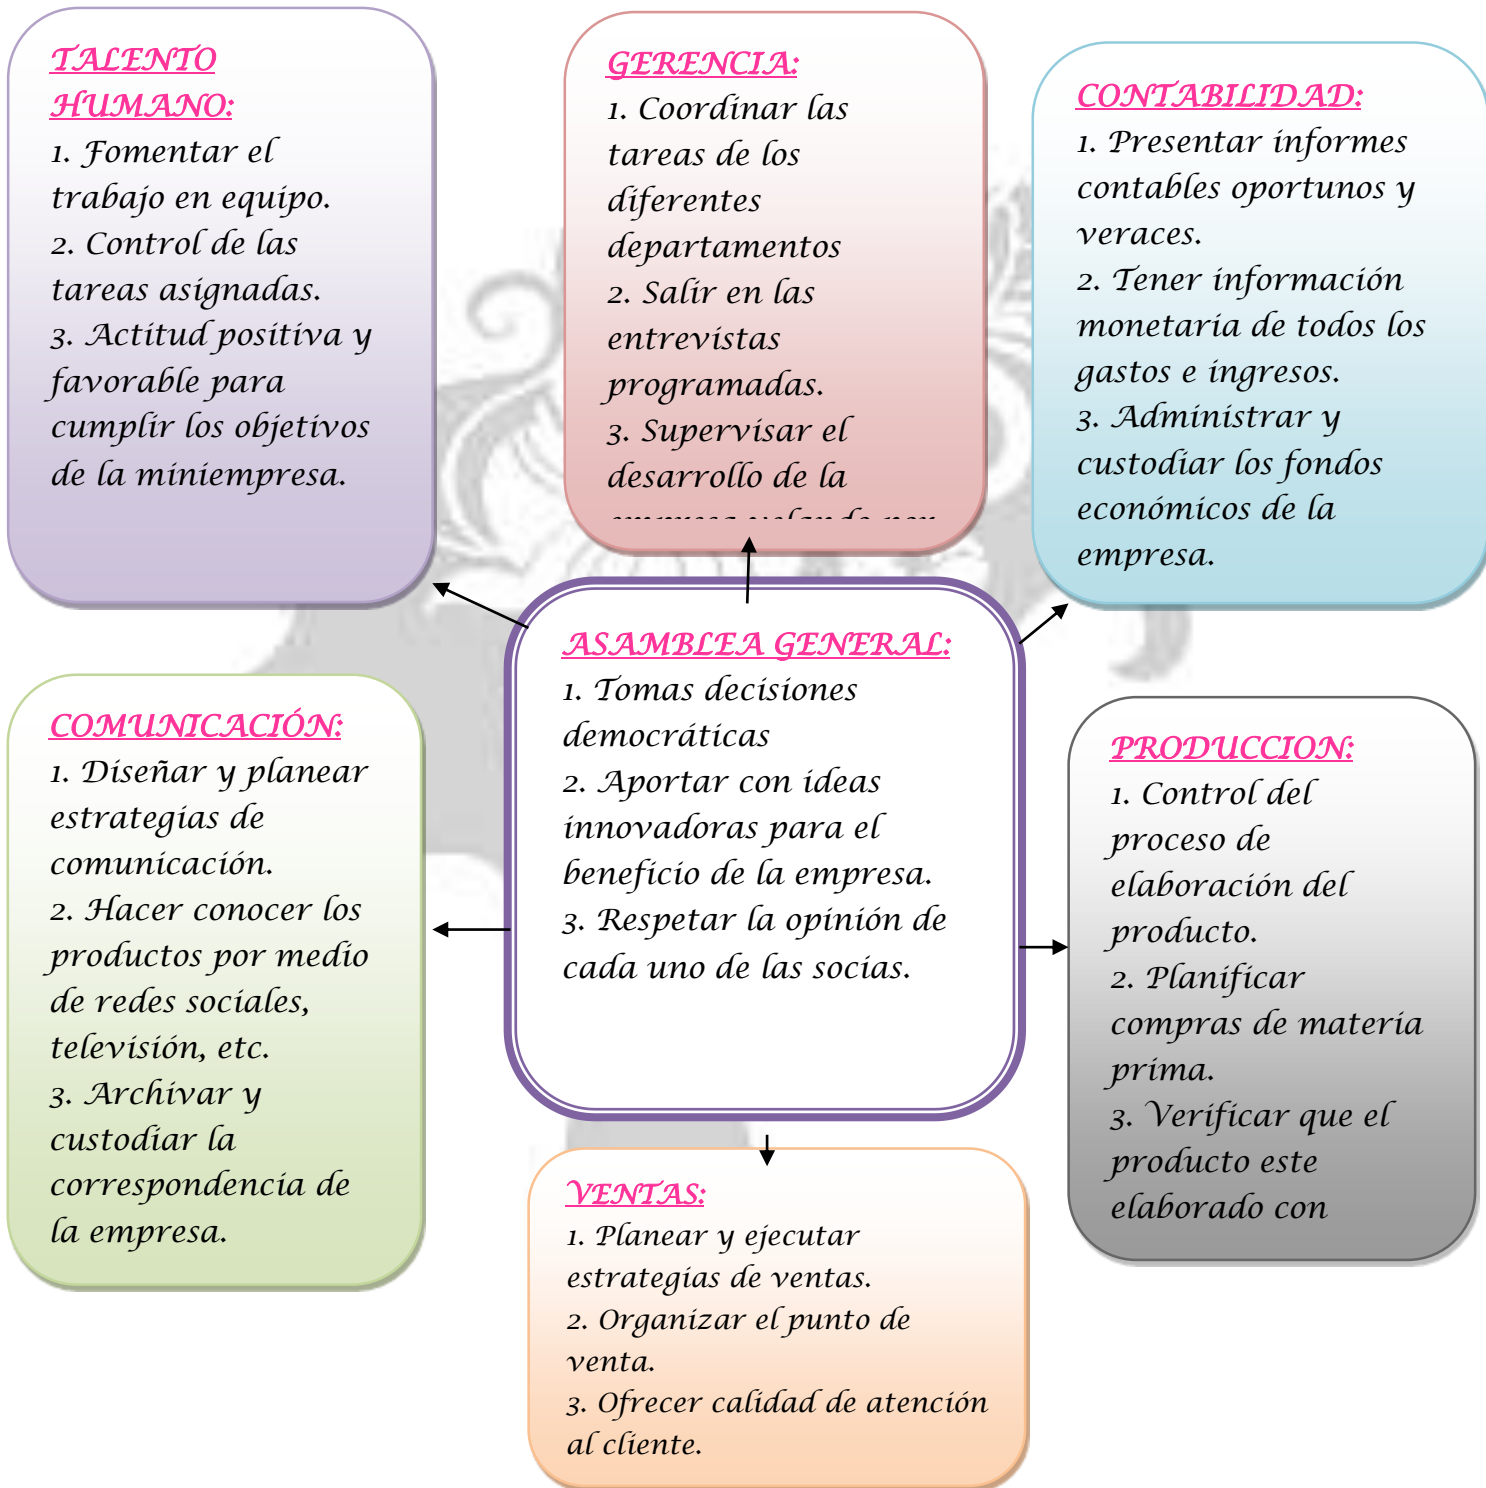 TALENTO
HUMANO:
1. Fomentar el
trabajo en equipo.
2. Control de las
tareas asignadas.
3. Actitud positiva y
favorable para
cumplir los objetivos
de la miniempresa.
GERENCIA:
1. Coordinar las
tareas de los
diferentes
departamentos
2. Salir en las
entrevistas
programadas.
3. Supervisar el
desarrollo de la
empresa velando por
CONTABILIDAD:
1. Presentar informes
contables oportunos y
veraces.
2. Tener información
monetaria de todos los
gastos e ingresos.
3. Administrar y
custodiar los fondos
económicos de la
empresa.
ASAMBLEA GENERAL:
1. Tomas decisiones
democráticas
2. Aportar con ideas
innovadoras para el
beneficio de la empresa.
3. Respetar la opinión de
cada uno de las socias.
COMUNICACIÓN:
1. Diseñar y planear
estrategias de
comunicación.
2. Hacer conocer los
productos por medio
de redes sociales,
televisión, etc.
3. Archivar y
custodiar la
correspondencia de
la empresa.
PRODUCCION:
1. Control del
proceso de
elaboración del
producto.
2. Planificar
compras de materia
prima.
3. Verificar que el
producto este
elaborado con
VENTAS:
1. Planear y ejecutar
estrategias de ventas.
2. Organizar el punto de
venta.
3. Ofrecer calidad de atención
al cliente.